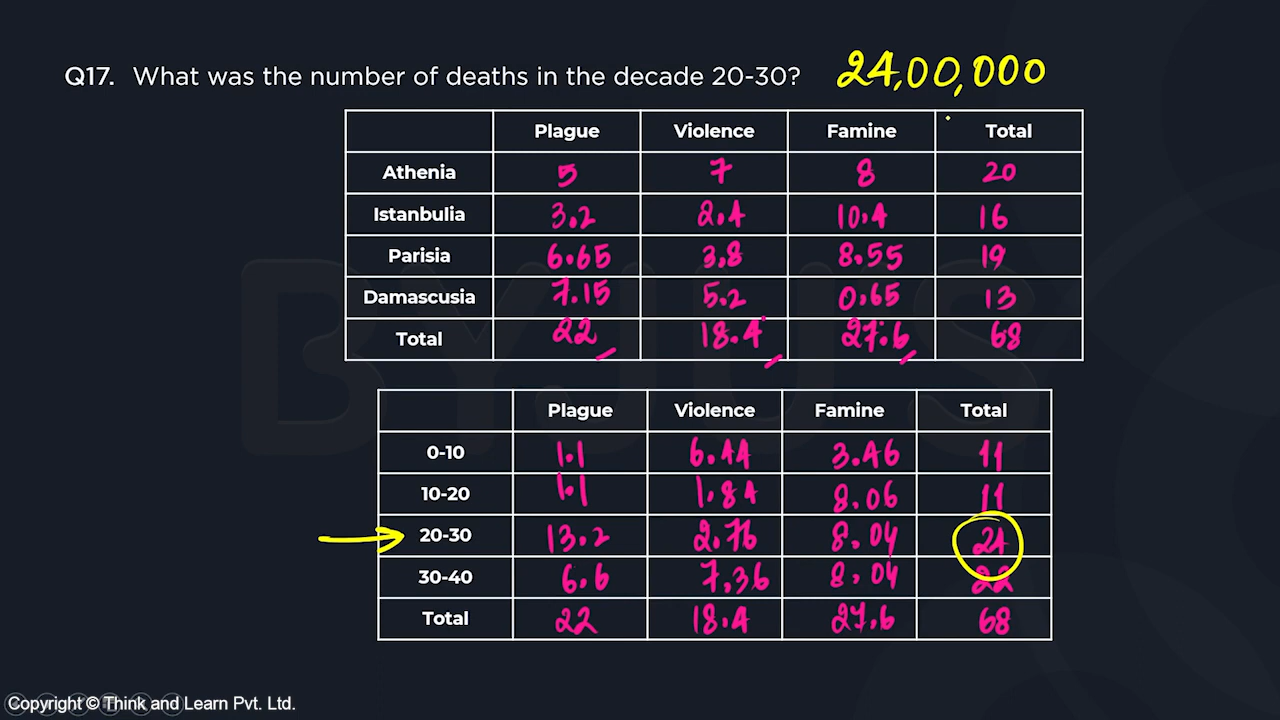 Q17. What was the number of deaths in the decade 20-30? 24,00,000
Plague Violence Famine Total
Athenia 5 7 8 20
Istanbulia 3.2 2.4 10.4 16
Parisia 6.65 3.8 8.55 19
Damascusia 7.15 5.2 0.65 13
Total 22 18.4 27.6 68
Plague Violence Famine Total
0-10 1.1 6.44 3.46 11
10-20 1.1 1.84 8.06 11
20-30 13.2 2.76 8.04 24
30-40 6.6 7.36 8.04 22
Total 22 18.4 27.6 68
BYJU'S
Copyright © Think and Learn Pvt. Ltd.